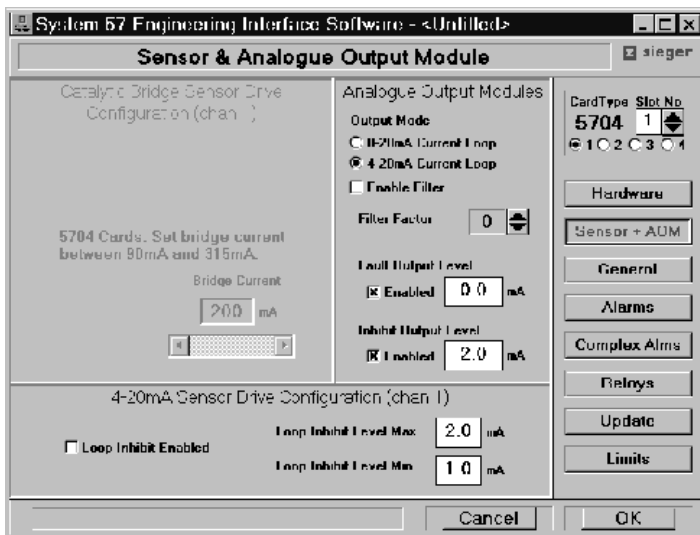 System 57 Engineering Interface Software - <Untitled>
Sensor & Analogue Output Module
sieger
Catalytic Bridge Sensor Drive
Configuration (chan 1)
5704 Cards. Set bridge current
between 90mA and 315mA.
Bridge Current
200 mA
Analogue Output Modules
Output Mode
0-20mA Current Loop
4-20mA Current Loop
Enable Filter
Filter Factor 0
Fault Output Level
Enabled 0.0 mA
Inhibit Output Level
Enabled 2.0 mA
4-20mA Sensor Drive Configuration (chan 1)
Loop Inhibit Enabled
Loop Inhibit Level Max 2.0 mA
Loop Inhibit Level Min 1.0 mA
CardType Slot No
5704 1
1 2 3 4
Hardware
Sensor + AOM
General
Alarms
Complex Alms
Relays
Update
Limits
Cancel
OK